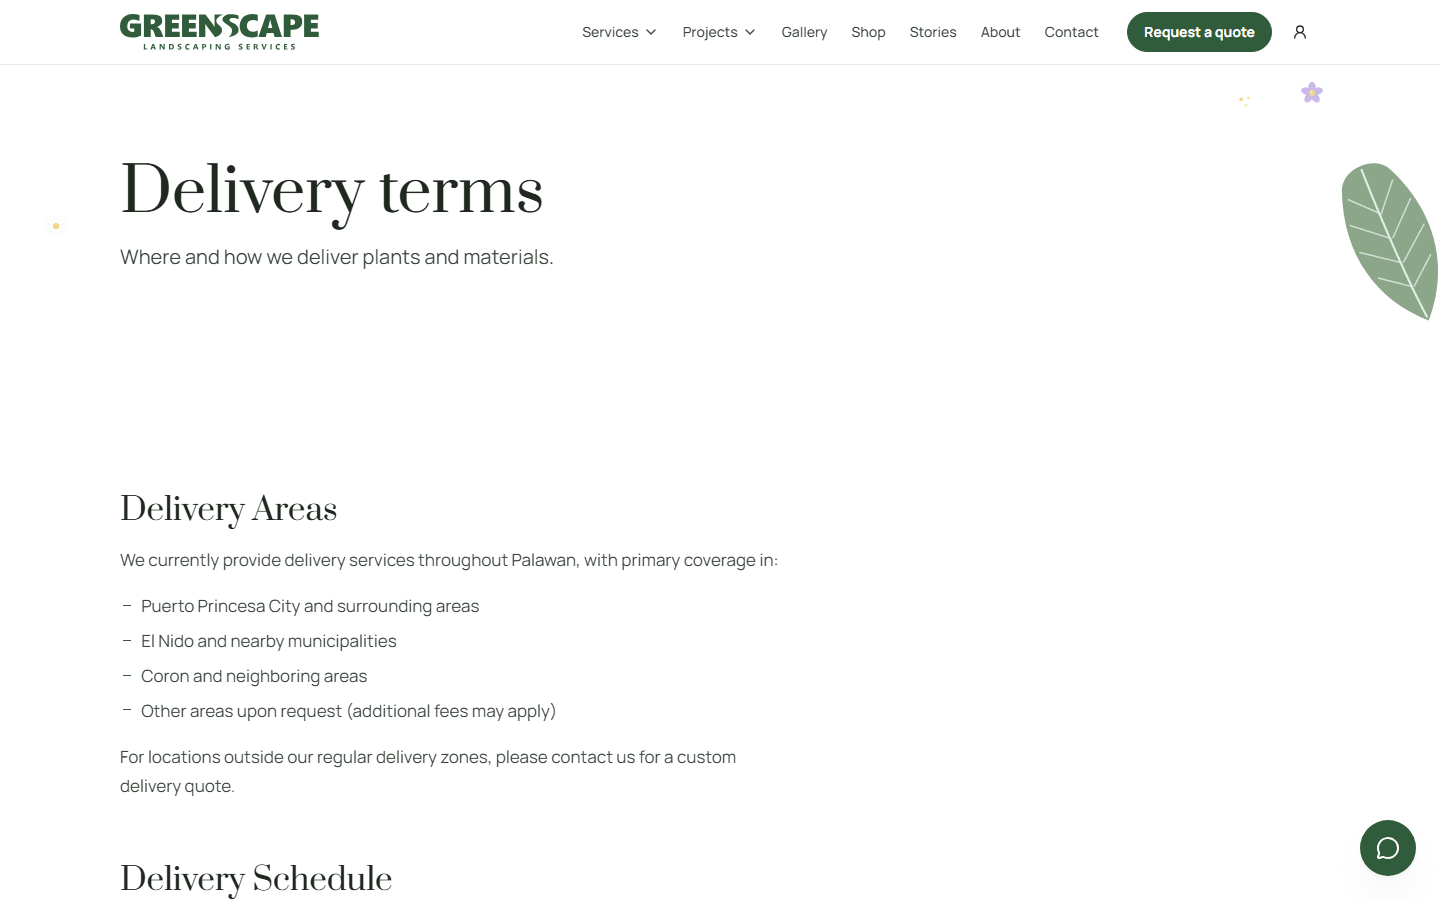 GREENSCAPE
LANDSCAPING SERVICES
Services
Projects
Gallery
Shop
Stories
About
Contact
Request a quote
Delivery terms
Where and how we deliver plants and materials.
Delivery Areas
We currently provide delivery services throughout Palawan, with primary coverage in:
– Puerto Princesa City and surrounding areas
– El Nido and nearby municipalities
– Coron and neighboring areas
– Other areas upon request (additional fees may apply)
For locations outside our regular delivery zones, please contact us for a custom
delivery quote.
Delivery Schedule